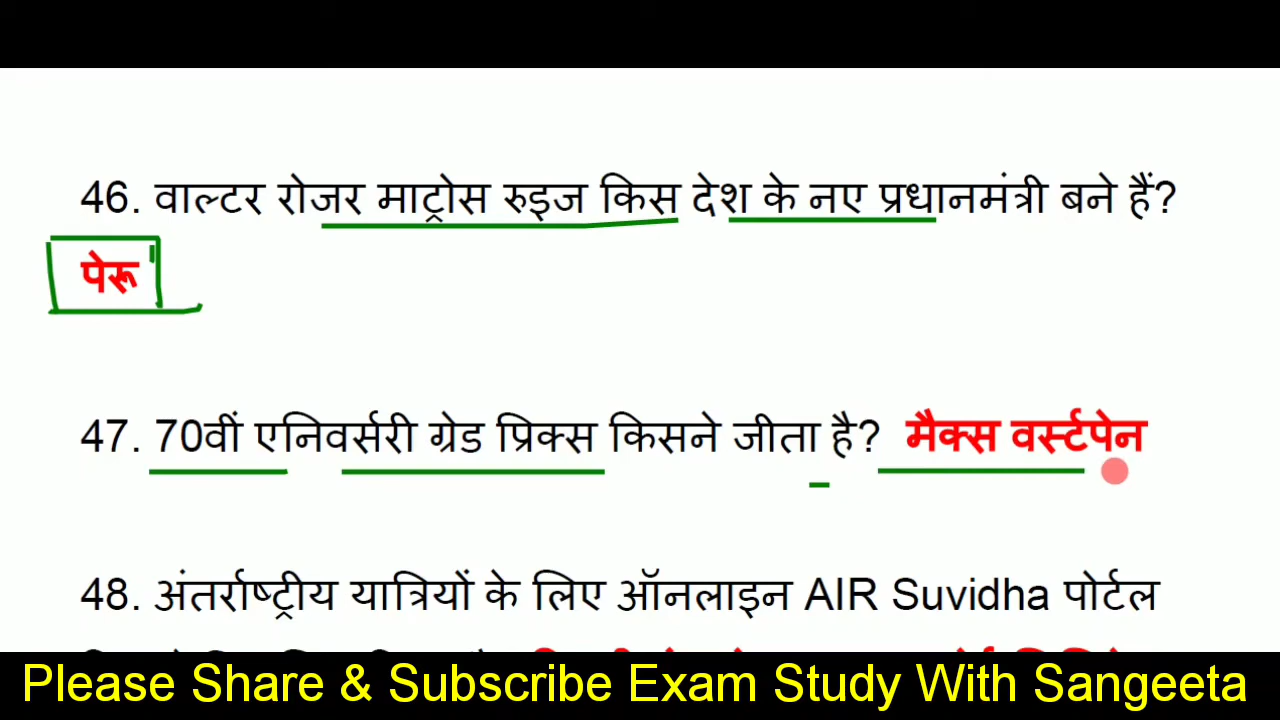 46. वाल्टर रोजर माट्रोस रुइज किस देश के नए प्रधानमंत्री बने हैं?
पेरू
47. 70वीं एनिवर्सरी ग्रेड प्रिक्स किसने जीता है? मैक्स वर्स्टपेन
48. अंतर्राष्ट्रीय यात्रियों के लिए ऑनलाइन AIR Suvidha पोर्टल
Please Share & Subscribe Exam Study With Sangeeta